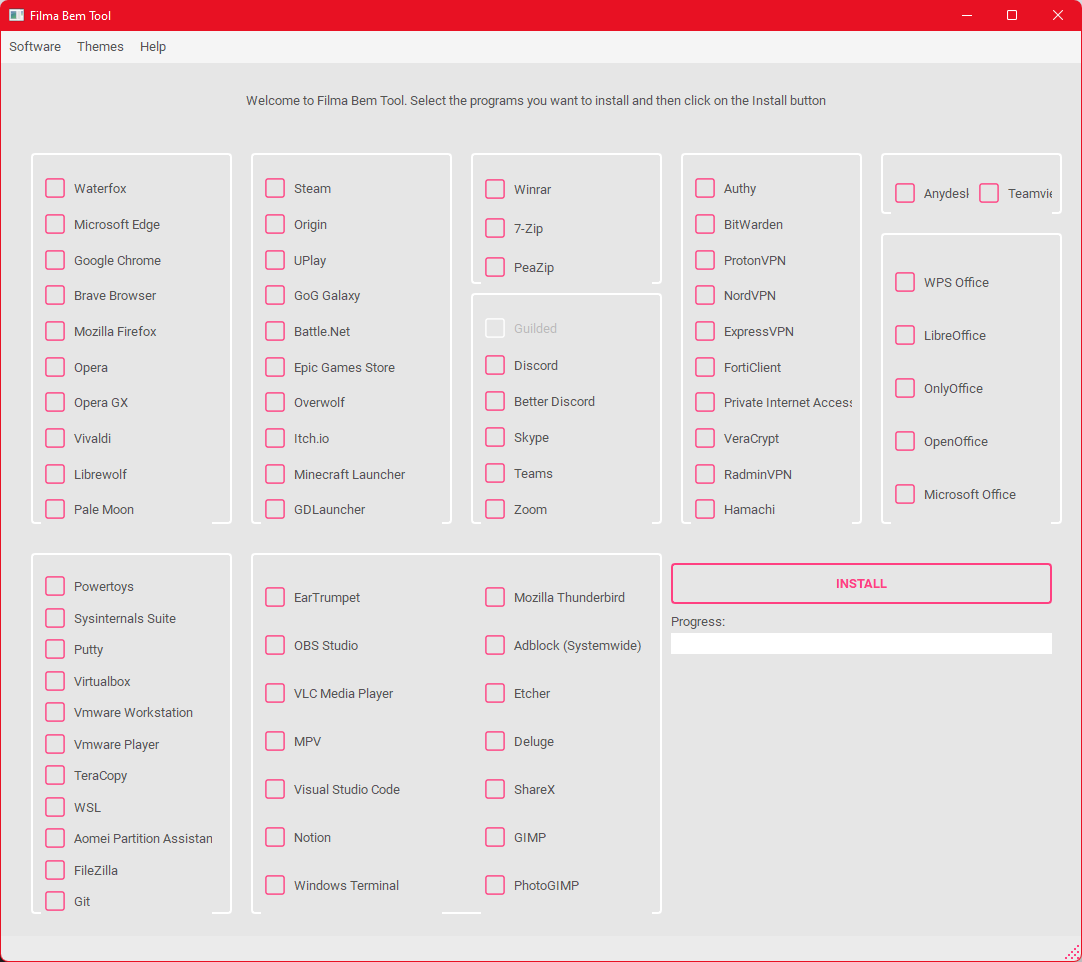 Filma Bem Tool
Software Themes Help
Welcome to Filma Bem Tool. Select the programs you want to install and then click on the Install button
Waterfox
Microsoft Edge
Google Chrome
Brave Browser
Mozilla Firefox
Opera
Opera GX
Vivaldi
Librewolf
Pale Moon
Steam
Origin
UPlay
GoG Galaxy
Battle.Net
Epic Games Store
Overwolf
Itch.io
Minecraft Launcher
GDLauncher
Winrar
7-Zip
PeaZip
Guilded
Discord
Better Discord
Skype
Teams
Zoom
Authy
BitWarden
ProtonVPN
NordVPN
ExpressVPN
FortiClient
Private Internet Access
VeraCrypt
RadminVPN
Hamachi
Anydesk Teamvie
WPS Office
LibreOffice
OnlyOffice
OpenOffice
Microsoft Office
Powertoys
Sysinternals Suite
Putty
Virtualbox
Vmware Workstation
Vmware Player
TeraCopy
WSL
Aomei Partition Assistan
FileZilla
Git
EarTrumpet
OBS Studio
VLC Media Player
MPV
Visual Studio Code
Notion
Windows Terminal
Mozilla Thunderbird
Adblock (Systemwide)
Etcher
Deluge
ShareX
GIMP
PhotoGIMP
INSTALL
Progress: